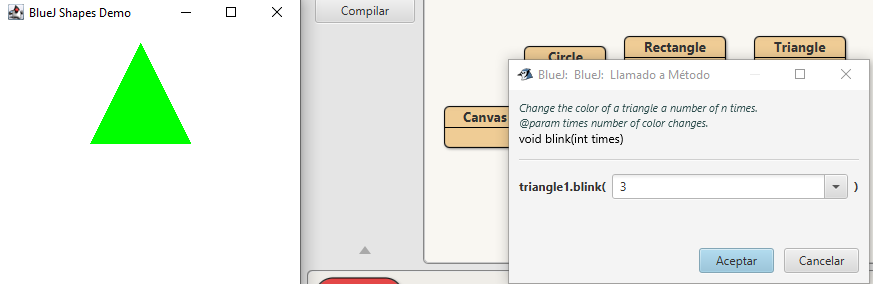 BlueJ Shapes Demo
Compilar
Circle
Rectangle
Triangle
Canvas
BlueJ: BlueJ: Llamado a Método
Change the color of a triangle a number of n times.
@param times number of color changes.
void blink(int times)
triangle1.blink( 3 )
Aceptar Cancelar